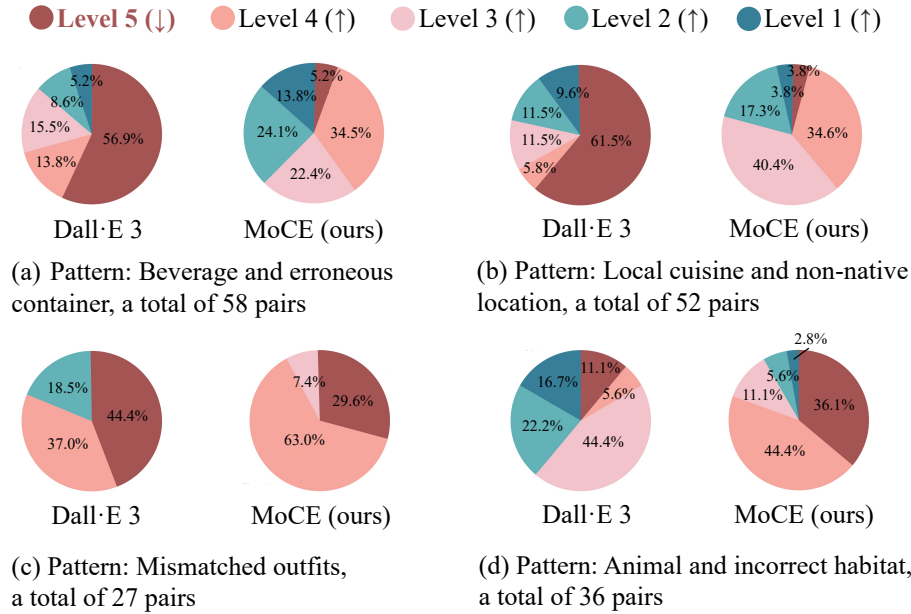 Level 5 (↓) Level 4 (↑) Level 3 (↑) Level 2 (↑) Level 1 (↑)
5.2%
8.6%
15.5%
13.8%
56.9%
Dall·E 3
5.2%
13.8%
24.1%
34.5%
22.4%
MoCE (ours)
(a) Pattern: Beverage and erroneous
container, a total of 58 pairs
9.6%
11.5%
11.5%
5.8%
61.5%
Dall·E 3
3.8%
3.8%
17.3%
34.6%
40.4%
MoCE (ours)
(b) Pattern: Local cuisine and non-native
location, a total of 52 pairs
18.5%
44.4%
37.0%
Dall·E 3
7.4%
29.6%
63.0%
MoCE (ours)
(c) Pattern: Mismatched outfits,
a total of 27 pairs
11.1%
16.7%
5.6%
22.2%
44.4%
Dall·E 3
2.8%
5.6%
11.1%
36.1%
44.4%
MoCE (ours)
(d) Pattern: Animal and incorrect habitat,
a total of 36 pairs